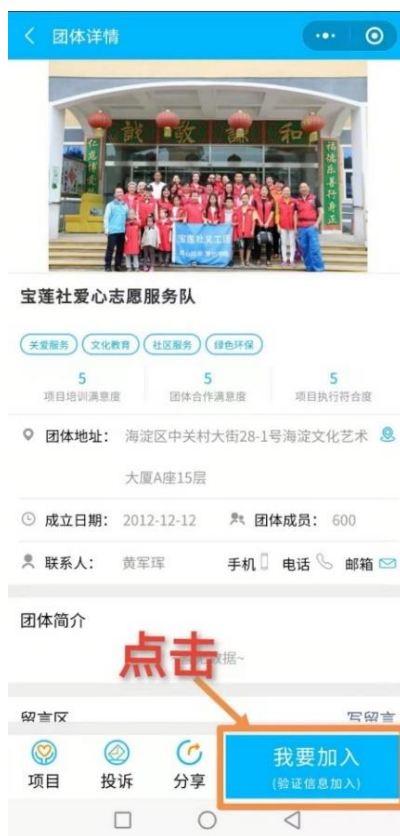 团体详情
诚 敬 谦 和
宝莲社义工队
宝莲社爱心志愿服务队
关爱服务 文化教育 社区服务 绿色环保
5 5 5
项目培训满意度 团体合作满意度 项目执行符合度
团体地址： 海淀区中关村大街28-1号海淀文化艺术
大厦A座15层
成立日期： 2012-12-12 团体成员： 600
联系人： 黄军珲 手机 电话 邮箱
团体简介
点击
数据~
留言区 写留言
项目 投诉 分享 我要加入
(验证信息加入)